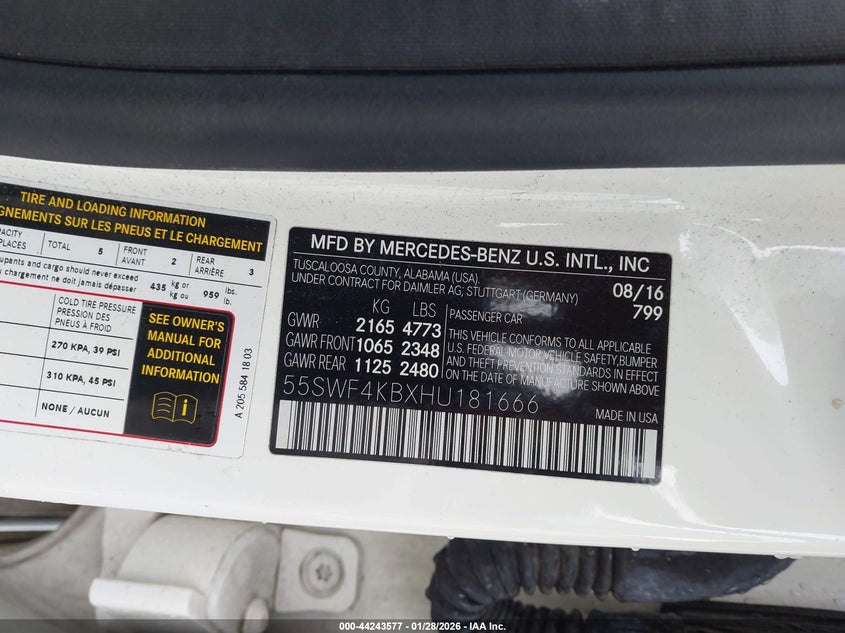 TIRE AND LOADING INFORMATION
GNEMENTS SUR LES PNEUS ET LE CHARGEMENT
TOTAL 5 FRONT AVANT 2 REAR ARRIÈRE 3
and cargo should never exceed 435 kg or 959 lbs.
chargement ne doit jamais dépasser kg ou lb.
COLD TIRE PRESSURE
PRESSION DES
PNEUS À FROID
270 KPA, 39 PSI
310 KPA, 45 PSI
NONE / AUCUN
SEE OWNER'S
MANUAL FOR
ADDITIONAL
INFORMATION
A 205 584 18 03
MFD BY MERCEDES-BENZ U.S. INTL., INC
TUSCALOOSA COUNTY, ALABAMA (USA).
UNDER CONTRACT FOR DAIMLER AG, STUTTGART (GERMANY)
08/16
799
KG LBS
GVWR 2165 4773
GAWR FRONT 1065 2348
GAWR REAR 1125 2480
PASSENGER CAR
THIS VEHICLE CONFORMS TO ALL APPLICABLE
U.S. FEDERAL MOTOR VEHICLE SAFETY, BUMPER
AND THEFT PREVENTION STANDARDS IN EFFECT
ON THE DATE OF MANUFACTURE SHOWN ABOVE
55SWF4KBXHU181666
MADE IN USA
000-44243577 - 01/28/2026 - IAA Inc.